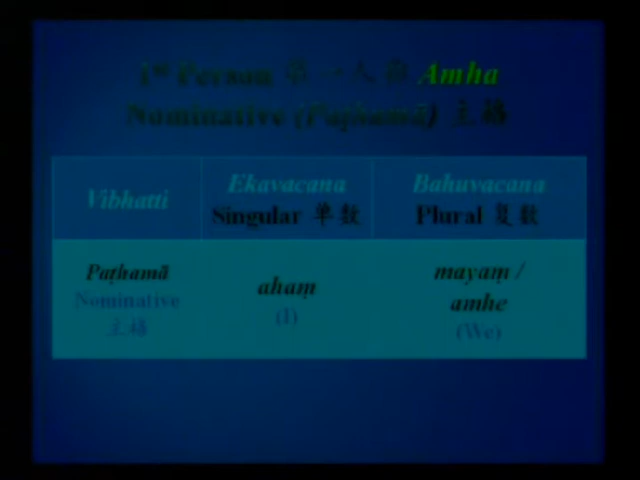 1st Person 第一人称 Amha
Nominative (Paṭhamā) 主格
Vibhatti
Ekavacana
Singular 单数
Bahuvacana
Plural 复数
Paṭhamā
Nominative
主格
ahaṃ
(I)
mayaṃ /
amhe
(We)